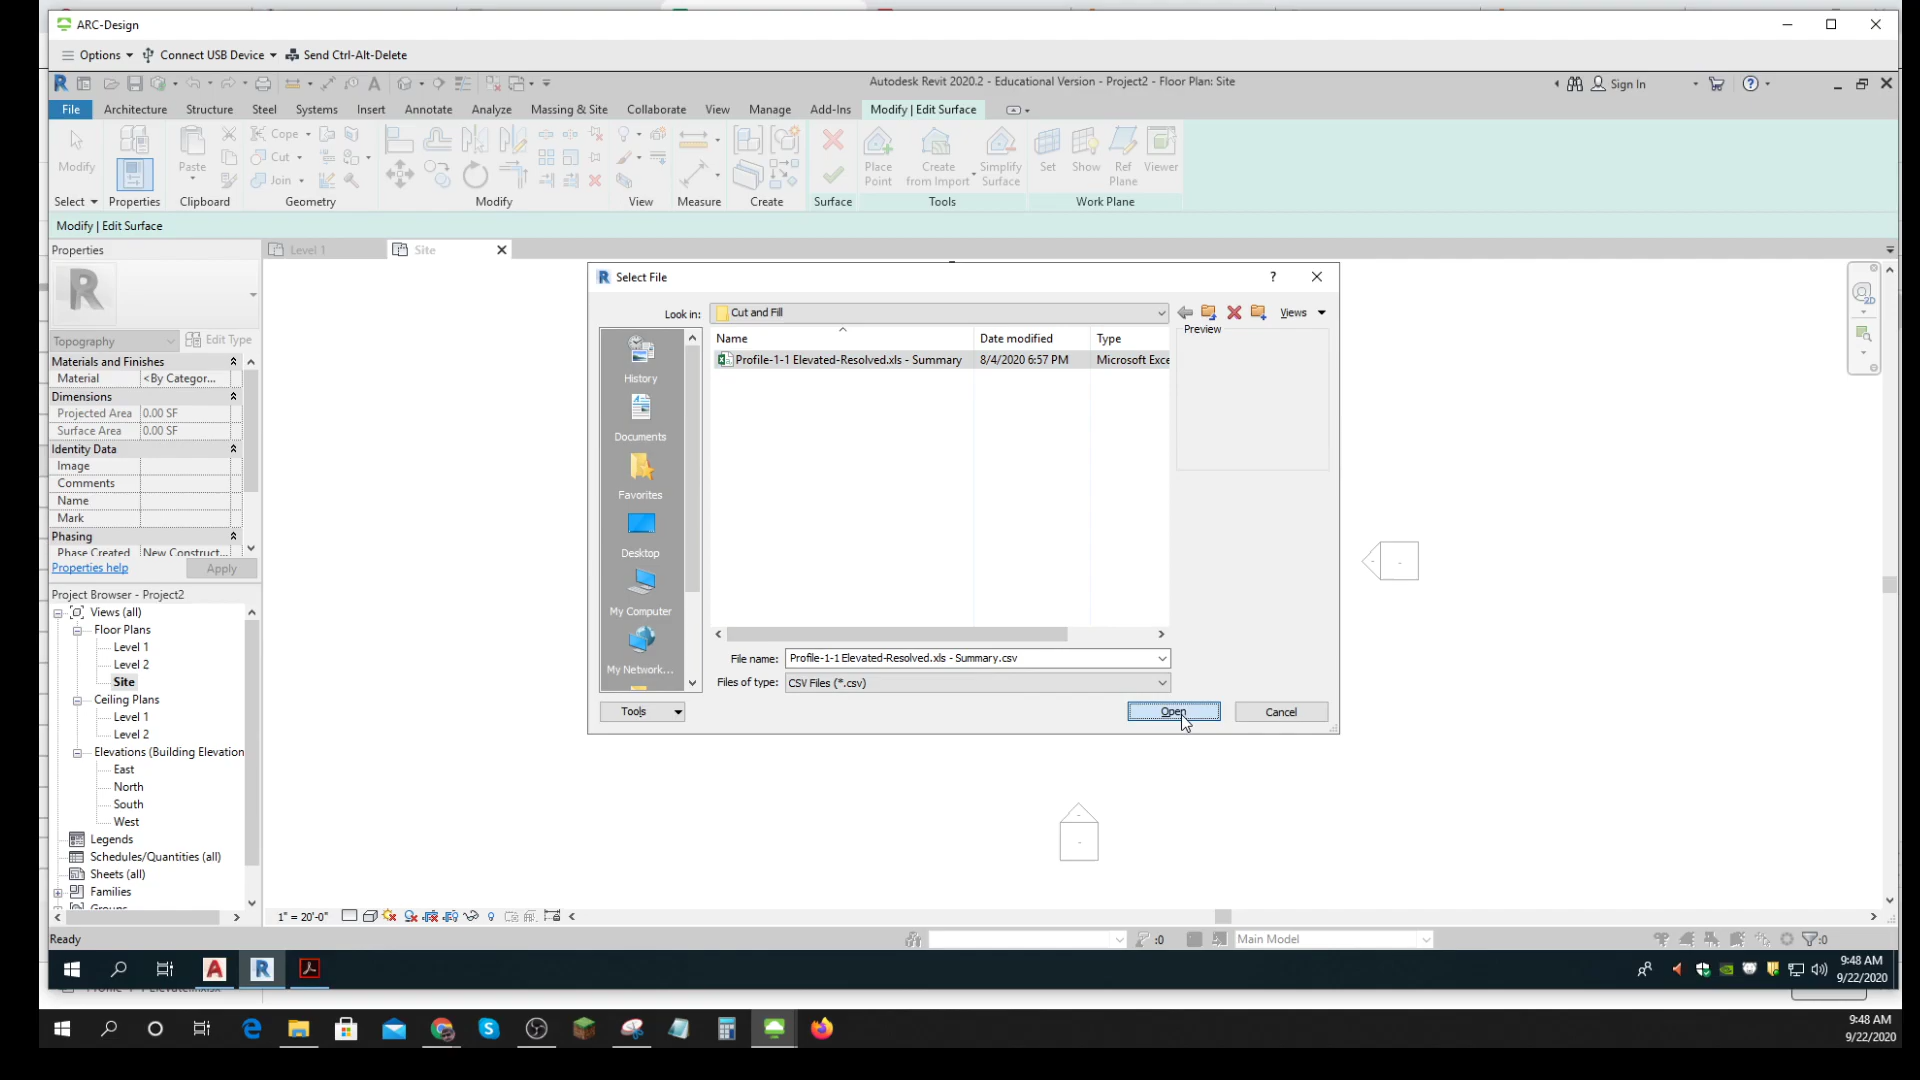 ARC-Design
Options Connect USB Device Send Ctrl-Alt-Delete
Autodesk Revit 2020.2 - Educational Version - Project2 - Floor Plan: Site
Sign In
File Architecture Structure Steel Systems Insert Annotate Analyze Massing & Site Collaborate View Manage Add-Ins Modify | Edit Surface
Modify Paste Cope Cut Join
Place Point Create from Import Simplify Surface Set Show Ref Plane Viewer
Select Properties Clipboard Geometry Modify View Measure Create Surface Tools Work Plane
Modify | Edit Surface
Properties
Level 1 Site
Topography Edit Type
Materials and Finishes
Material <By Categor...
Dimensions
Projected Area 0.00 SF
Surface Area 0.00 SF
Identity Data
Image
Comments
Name
Mark
Phasing
Phase Created New Construct...
Properties help Apply
Project Browser - Project2
Views (all)
Floor Plans
Level 1
Level 2
Site
Ceiling Plans
Level 1
Level 2
Elevations (Building Elevation
East
North
South
West
Legends
Schedules/Quantities (all)
Sheets (all)
Families
Groups
Select File
Look in: Cut and Fill Views
Name Date modified Type
Profile-1-1 Elevated-Resolved.xls - Summary 8/4/2020 6:57 PM Microsoft Exce
Preview
History
Documents
Favorites
Desktop
My Computer
My Network...
File name: Profile-1-1 Elevated-Resolved.xls - Summary.csv
Files of type: CSV Files (*.csv)
Tools Open Cancel
2D
1" = 20'-0"
Ready :0 Main Model :0
9:48 AM
9/22/2020
9:48 AM
9/22/2020